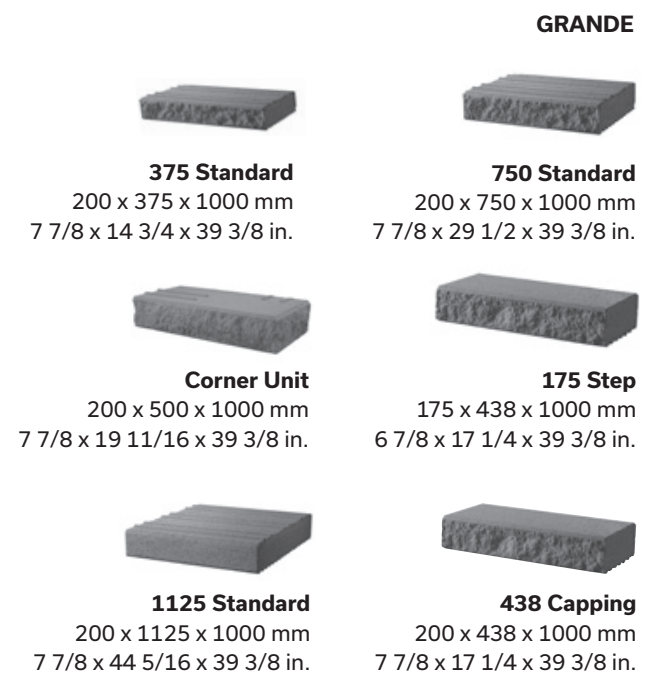 GRANDE
375 Standard
200 x 375 x 1000 mm
7 7/8 x 14 3/4 x 39 3/8 in.
750 Standard
200 x 750 x 1000 mm
7 7/8 x 29 1/2 x 39 3/8 in.
Corner Unit
200 x 500 x 1000 mm
7 7/8 x 19 11/16 x 39 3/8 in.
175 Step
175 x 438 x 1000 mm
6 7/8 x 17 1/4 x 39 3/8 in.
1125 Standard
200 x 1125 x 1000 mm
7 7/8 x 44 5/16 x 39 3/8 in.
438 Capping
200 x 438 x 1000 mm
7 7/8 x 17 1/4 x 39 3/8 in.